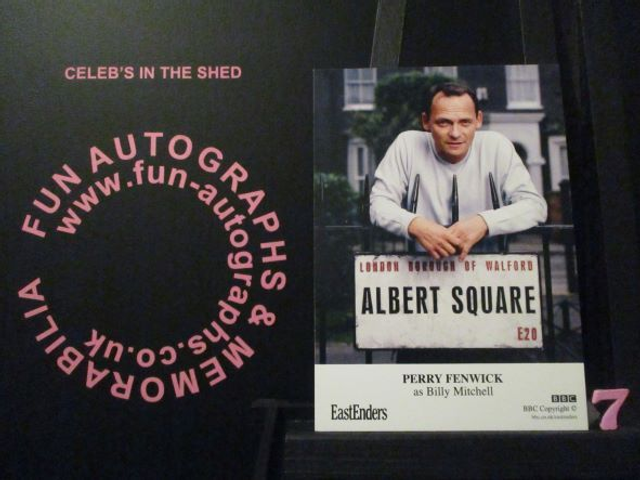 CELEB'S IN THE SHED
FUN AUTOGRAPHS & MEMORABILIA
www.fun-autographs.co.uk
LONDON BOROUGH OF WALFORD
ALBERT SQUARE
E20
PERRY FENWICK
as Billy Mitchell
EastEnders
BBC
BBC Copyright ©
7